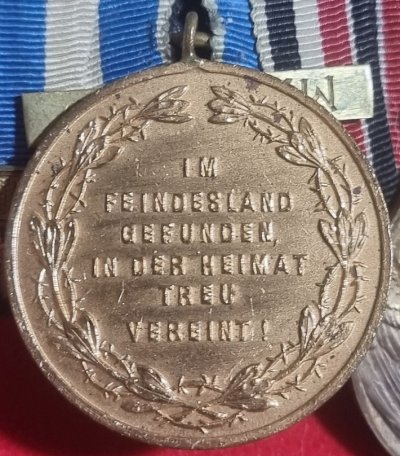 IM
FEINDESLAND
GEFUNDEN,
IN DER HEIMAT
TREU
VEREINT!